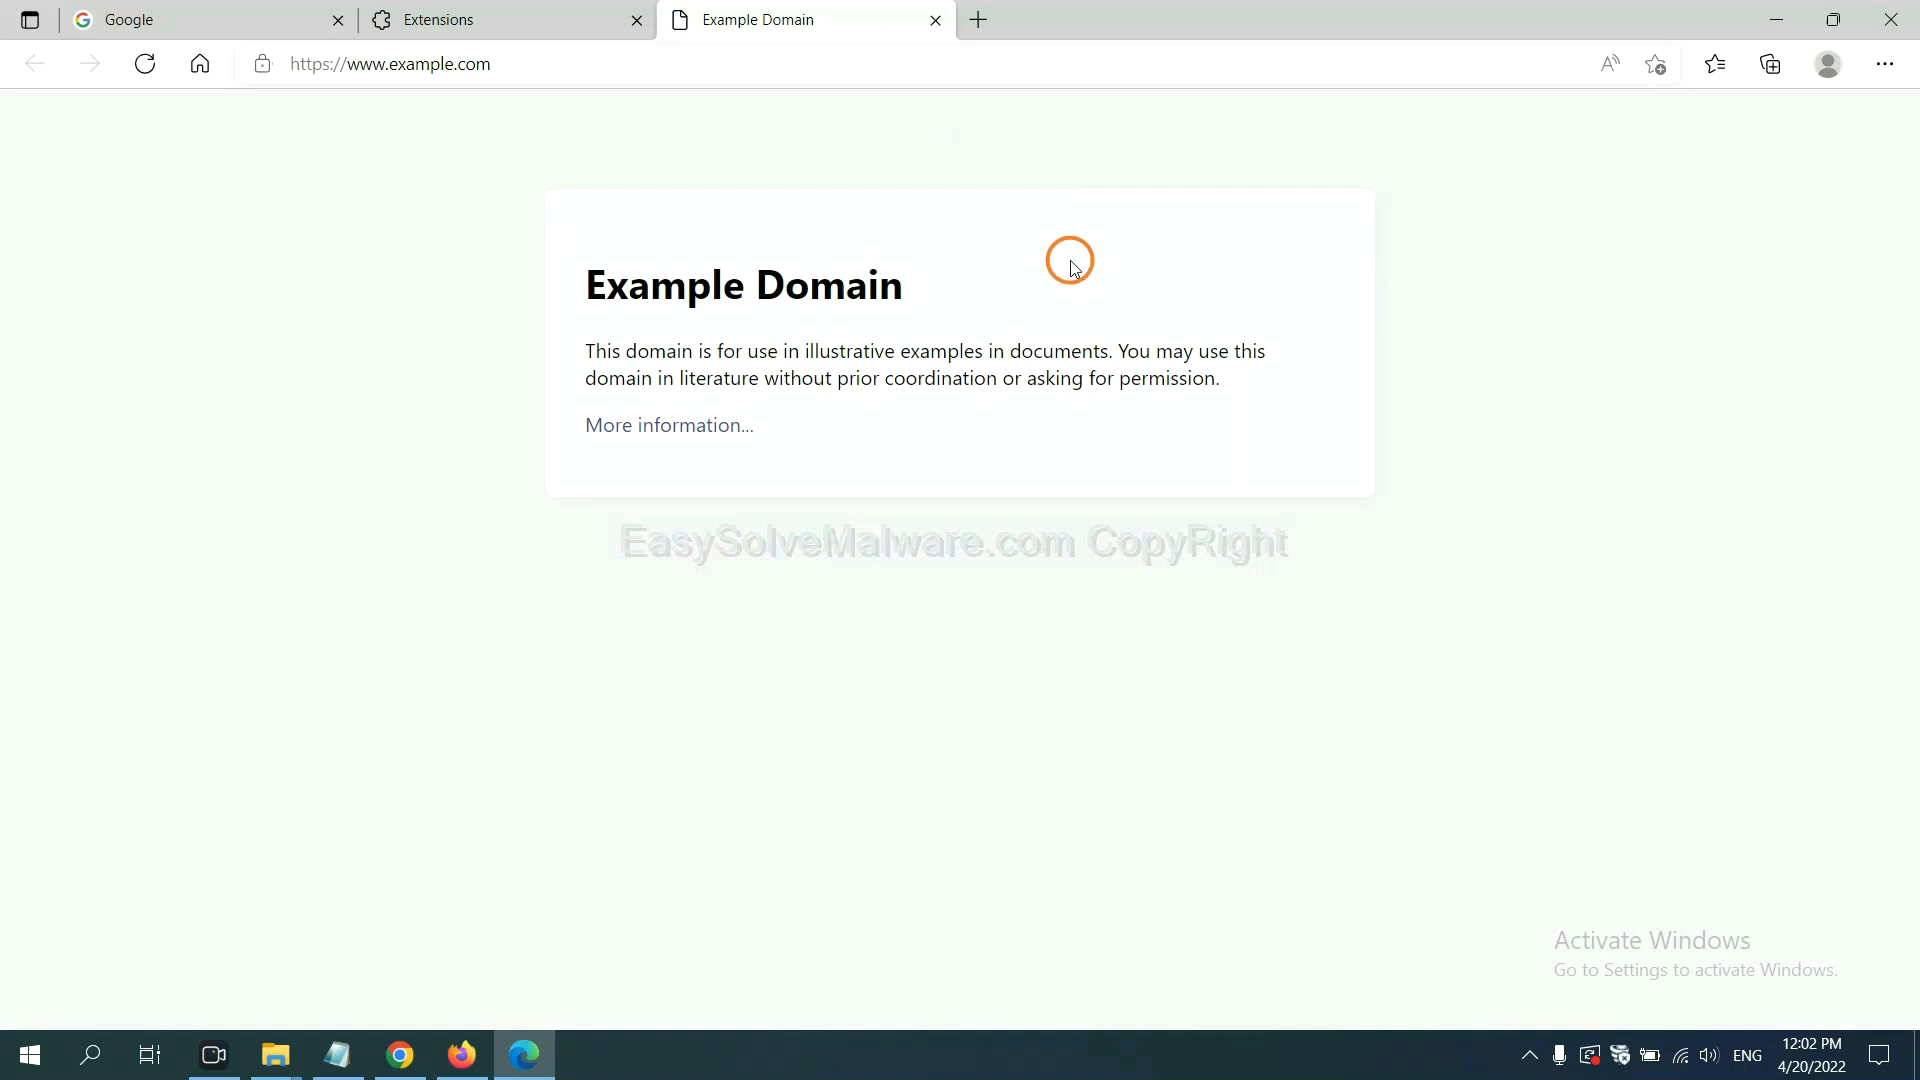 Google
Extensions
Example Domain
https://www.example.com
Example Domain
This domain is for use in illustrative examples in documents. You may use this
domain in literature without prior coordination or asking for permission.
More information...
EasySolveMalware.com CopyRight
Activate Windows
Go to Settings to activate Windows.
ENG
12:02 PM
4/20/2022